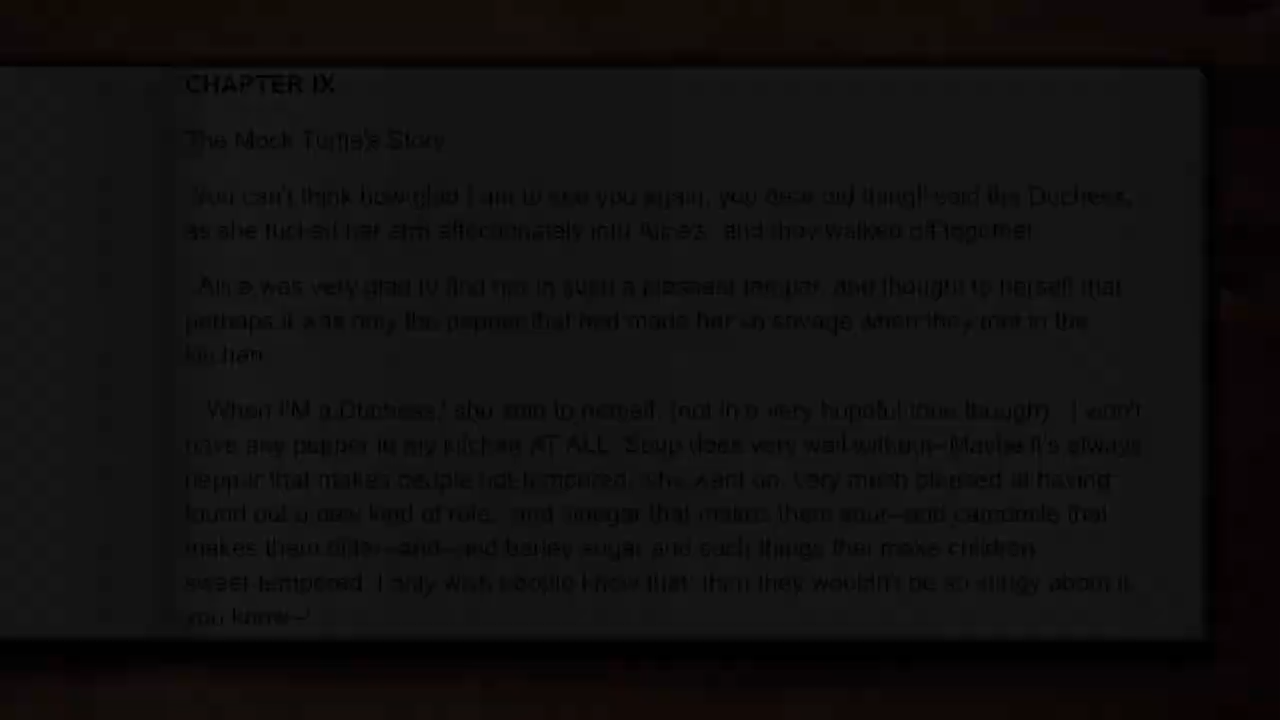 CHAPTER IX
The Mock Turtle's Story
'You can't think how glad I am to see you again, you dear old thing!' said the Duchess,
as she tucked her arm affectionately into Alice's, and they walked off together.
Alice was very glad to find her in such a pleasant temper, and thought to herself that
perhaps it was only the pepper that had made her so savage when they met in the
kitchen.
'When I'M a Duchess,' she said to herself, (not in a very hopeful tone though), 'I won't
have any pepper in my kitchen AT ALL. Soup does very well without--Maybe it's always
pepper that makes people hot-tempered,' she went on, very much pleased at having
found out a new kind of rule, 'and vinegar that makes them sour--and camomile that
makes them bitter--and--and barley-sugar and such things that make children
sweet-tempered. I only wish people knew that: then they wouldn't be so stingy about it,
you know--'